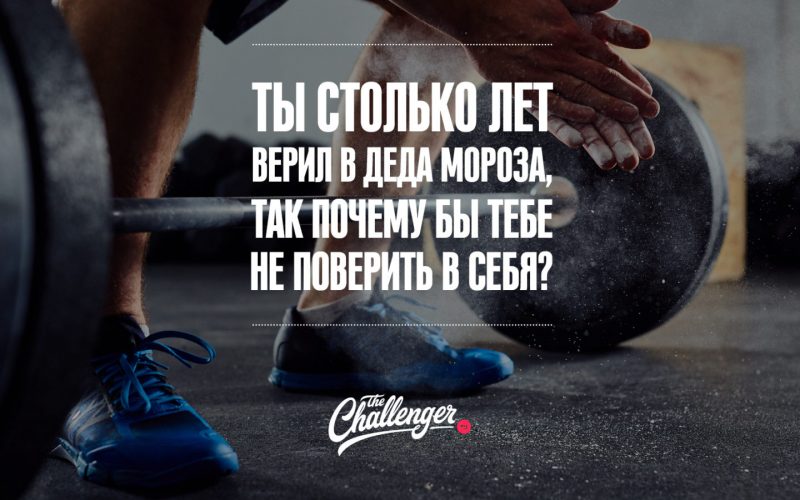 ТЫ СТОЛЬКО ЛЕТ
ВЕРИЛ В ДЕДА МОРОЗА,
ТАК ПОЧЕМУ БЫ ТЕБЕ
НЕ ПОВЕРИТЬ В СЕБЯ?
The
Challenger